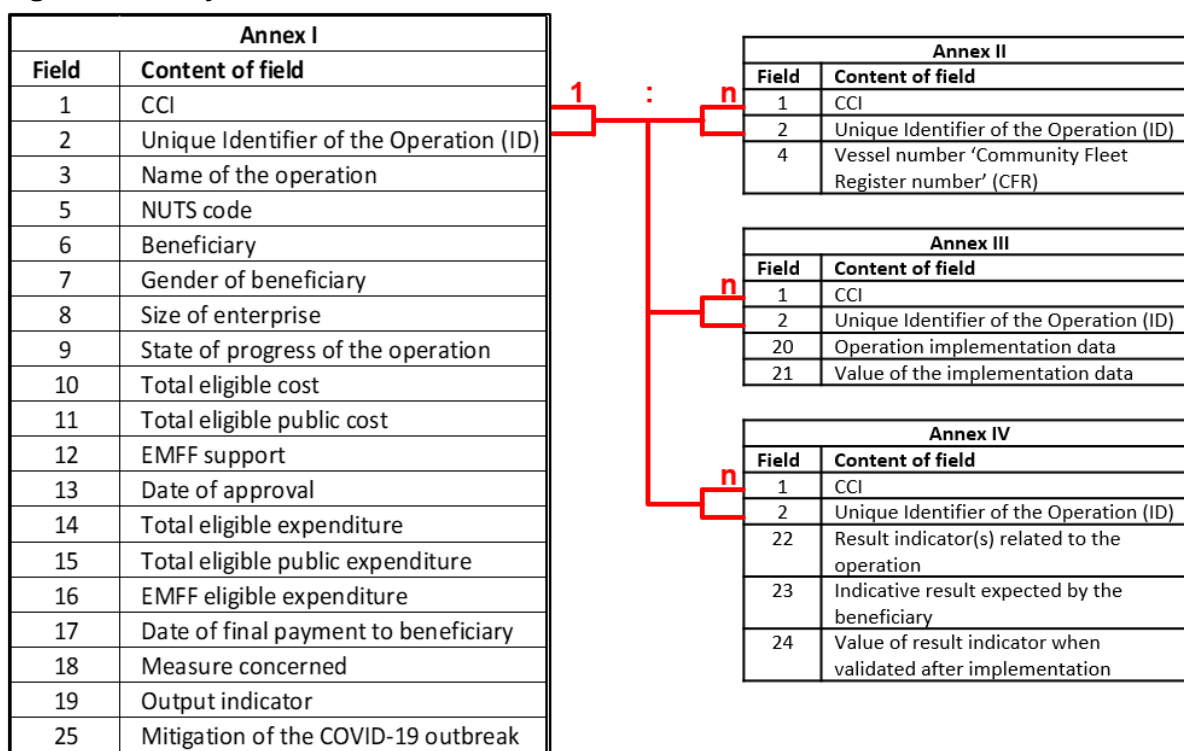 Annex I
Field Content of field
1 CCI
2 Unique Identifier of the Operation (ID)
3 Name of the operation
5 NUTS code
6 Beneficiary
7 Gender of beneficiary
8 Size of enterprise
9 State of progress of the operation
10 Total eligible cost
11 Total eligible public cost
12 EMFF support
13 Date of approval
14 Total eligible expenditure
15 Total eligible public expenditure
16 EMFF eligible expenditure
17 Date of final payment to beneficiary
18 Measure concerned
19 Output indicator
25 Mitigation of the COVID-19 outbreak
1 : n
Annex II
Field Content of field
1 CCI
2 Unique Identifier of the Operation (ID)
4 Vessel number ‘Community Fleet
Register number’ (CFR)
n
Annex III
Field Content of field
1 CCI
2 Unique Identifier of the Operation (ID)
20 Operation implementation data
21 Value of the implementation data
n
Annex IV
Field Content of field
1 CCI
2 Unique Identifier of the Operation (ID)
22 Result indicator(s) related to the
operation
23 Indicative result expected by the
beneficiary
24 Value of result indicator when
validated after implementation